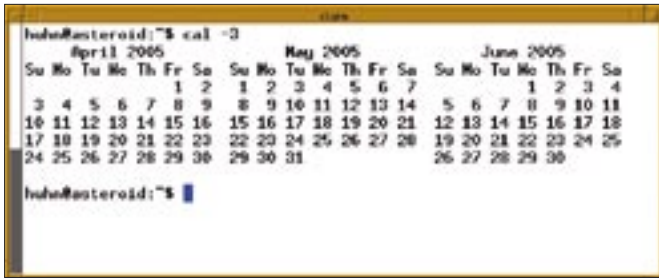 huhn@asteroid:~$ cal -3
April 2005 May 2005 June 2005
Su Mo Tu We Th Fr Sa Su Mo Tu We Th Fr Sa Su Mo Tu We Th Fr Sa
1 2 1 2 3 4 5 6 7 1 2 3 4
3 4 5 6 7 8 9 8 9 10 11 12 13 14 5 6 7 8 9 10 11
10 11 12 13 14 15 16 15 16 17 18 19 20 21 12 13 14 15 16 17 18
17 18 19 20 21 22 23 22 23 24 25 26 27 28 19 20 21 22 23 24 25
24 25 26 27 28 29 30 29 30 31 26 27 28 29 30
huhn@asteroid:~$